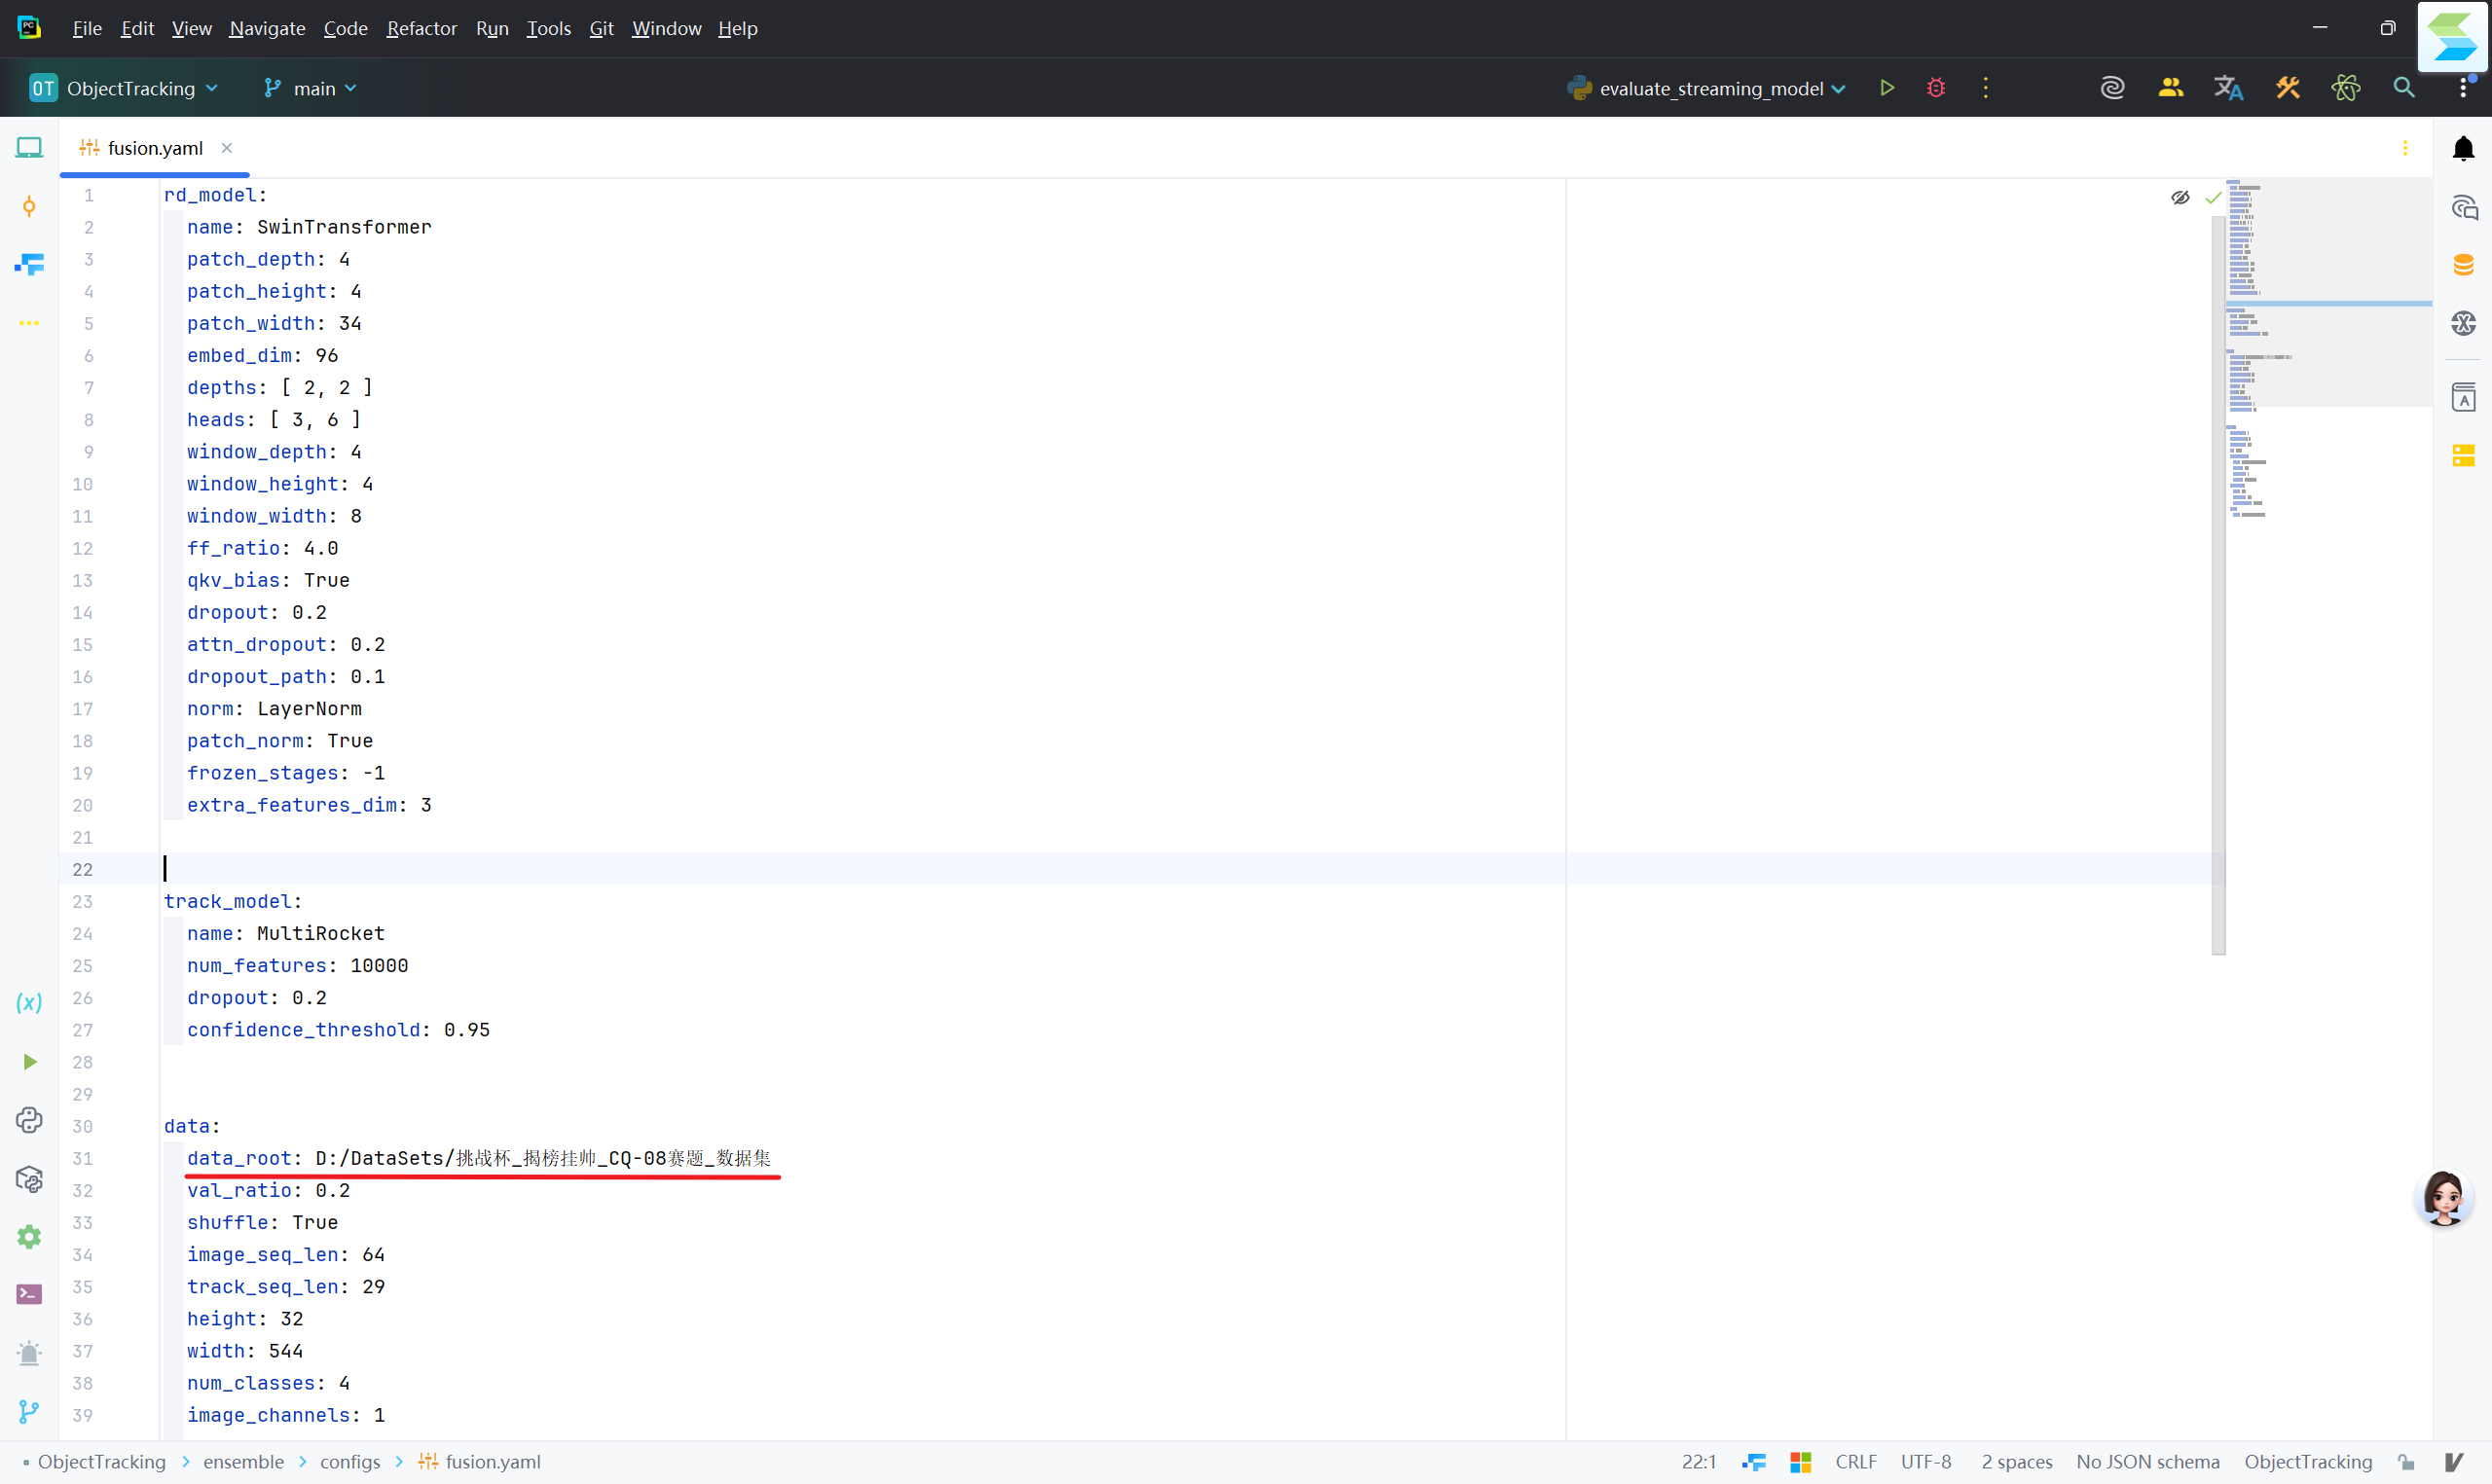 File Edit View Navigate Code Refactor Run Tools Git Window Help
OT ObjectTracking main evaluate_streaming_model
fusion.yaml
1 rd_model:
2 name: SwinTransformer
3 patch_depth: 4
4 patch_height: 4
5 patch_width: 34
6 embed_dim: 96
7 depths: [ 2, 2 ]
8 heads: [ 3, 6 ]
9 window_depth: 4
10 window_height: 4
11 window_width: 8
12 ff_ratio: 4.0
13 qkv_bias: True
14 dropout: 0.2
15 attn_dropout: 0.2
16 dropout_path: 0.1
17 norm: LayerNorm
18 patch_norm: True
19 frozen_stages: -1
20 extra_features_dim: 3
21
22
23 track_model:
24 name: MultiRocket
25 num_features: 10000
26 dropout: 0.2
27 confidence_threshold: 0.95
28
29
30 data:
31 data_root: D:/DataSets/挑战杯_揭榜挂帅_CQ-08赛题_数据集
32 val_ratio: 0.2
33 shuffle: True
34 image_seq_len: 64
35 track_seq_len: 29
36 height: 32
37 width: 544
38 num_classes: 4
39 image_channels: 1
ObjectTracking ensemble configs fusion.yaml 22:1 CRLF UTF-8 2 spaces No JSON schema ObjectTracking